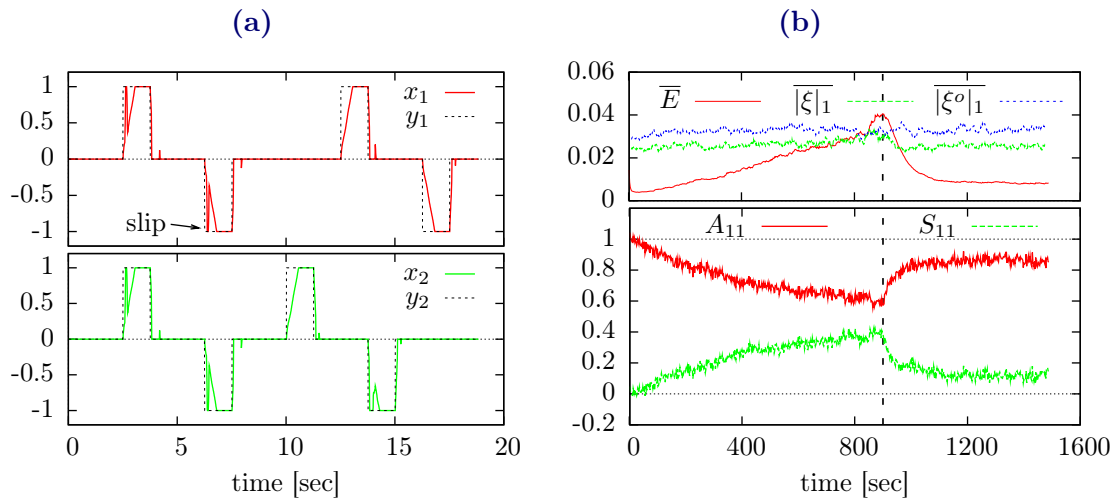 (a)
1
0.5
0
-0.5
-1
x₁
y₁
slip
1
0.5
0
-0.5
-1
x₂
y₂
0 5 10 15 20
time [sec]
(b)
0.06
0.04
0.02
0
E̅ |ξ|₁ |ξᵒ|₁
1
0.8
0.6
0.4
0.2
0
-0.2
A₁₁ S₁₁
0 400 800 1200 1600
time [sec]